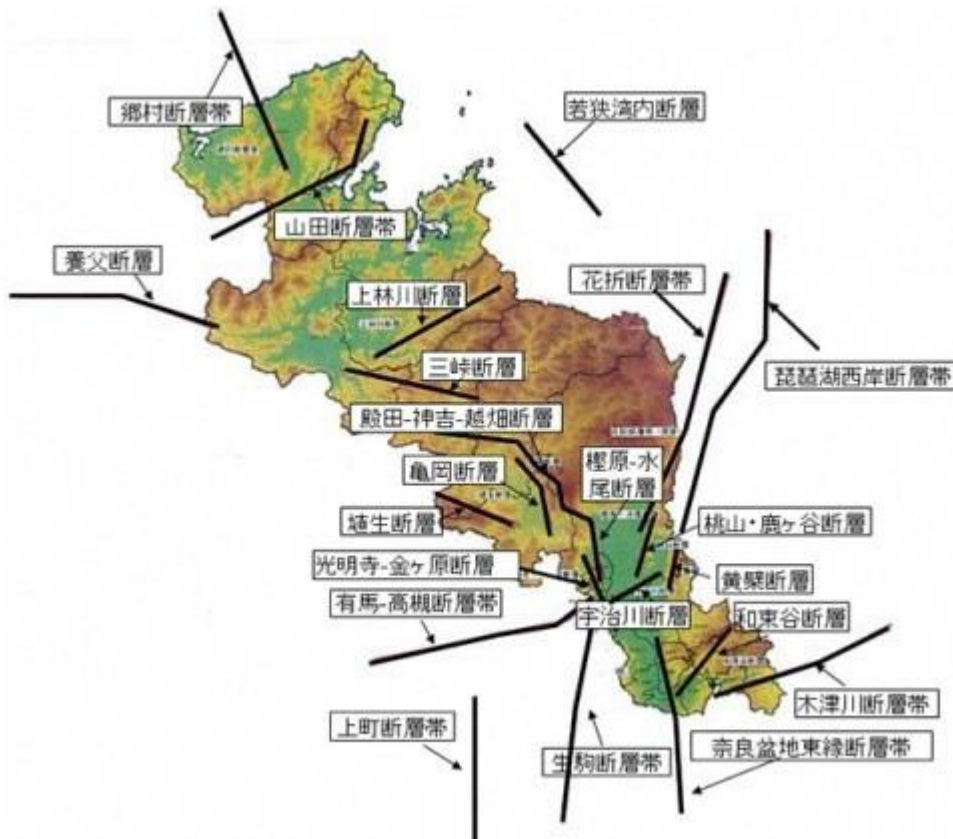 郷村断層帯
若狭湾内断層
山田断層帯
養父断層
上林川断層
花折断層帯
三峠断層
琵琶湖西岸断層帯
殿田-神吉-越畑断層
亀岡断層
樫原-水
尾断層
埴生断層
桃山・鹿ヶ谷断層
光明寺-金ヶ原断層
黄檗断層
有馬-高槻断層帯
宇治川断層
和束谷断層
木津川断層帯
上町断層帯
生駒断層帯
奈良盆地東縁断層帯